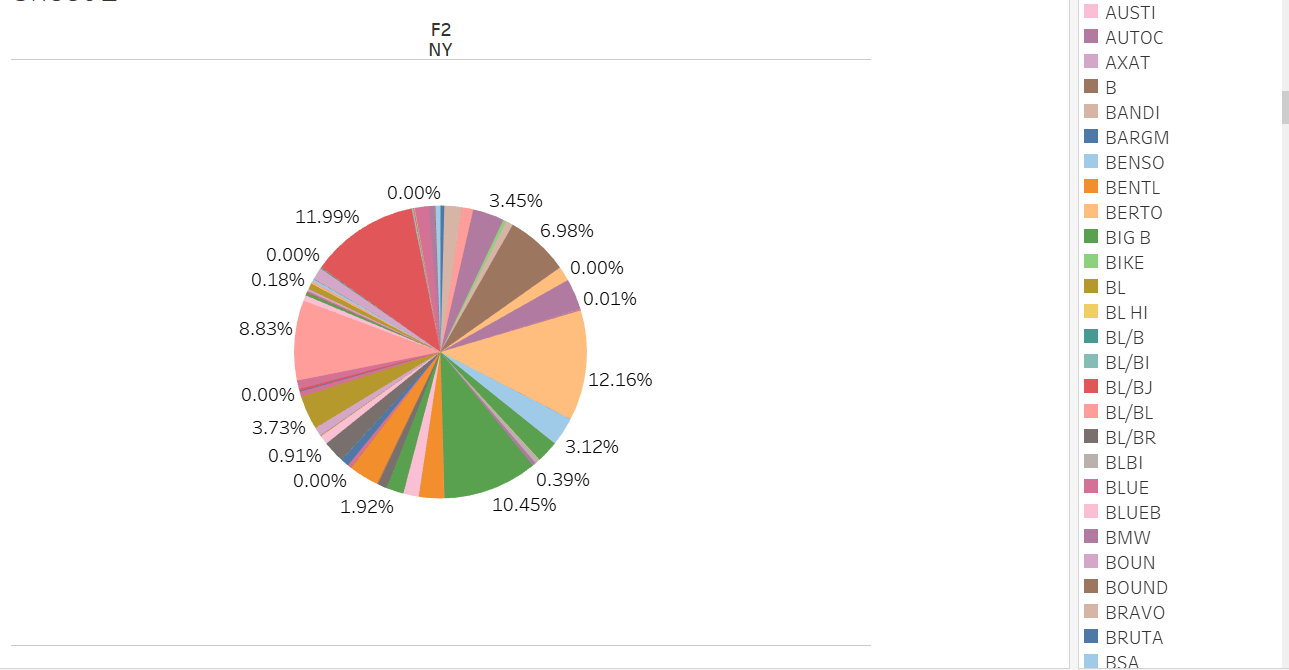 F2
NY
0.00%
3.45%
11.99%
6.98%
0.00%
0.00%
0.18%
0.01%
8.83%
12.16%
0.00%
3.73%
3.12%
0.91%
0.00%
0.39%
1.92%
10.45%
AUSTI
AUTOC
AXAT
B
BANDI
BARGM
BENSO
BENTL
BERTO
BIG B
BIKE
BL
BL HI
BL/B
BL/BI
BL/BJ
BL/BL
BL/BR
BLBI
BLUE
BLUEB
BMW
BOUN
BOUND
BRAVO
BRUTA
BSA